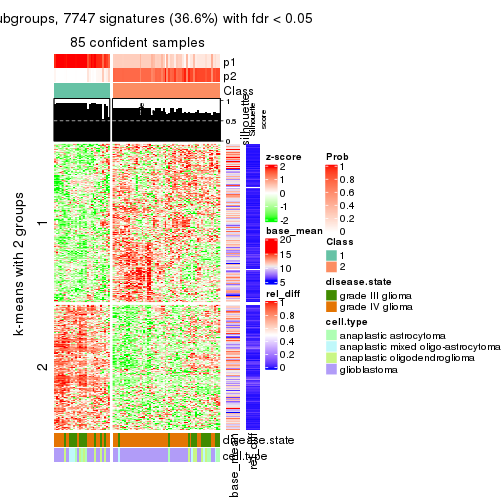 ubgroups, 7747 signatures (36.6%) with fdr < 0.05
85 confident samples
p1
p2
Class
1
0.5
0
silhouette
Silhouette
score
k-means with 2 groups
1
2
z-score
2
1
0
-1
-2
base_mean
20
15
10
5
rel_diff
1
0.8
0.6
0.4
0.2
0
Prob
1
0.8
0.6
0.4
0.2
0
Class
1
2
disease.state
grade III glioma
grade IV glioma
cell.type
anaplastic astrocytoma
anaplastic mixed oligo-astrocytoma
anaplastic oligodendroglioma
glioblastoma
disease.state
cell.type
base_mean
rel_diff